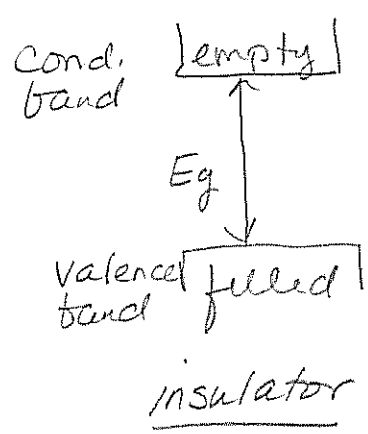 Cond. empty
band
Eg
valence filled
band
insulator